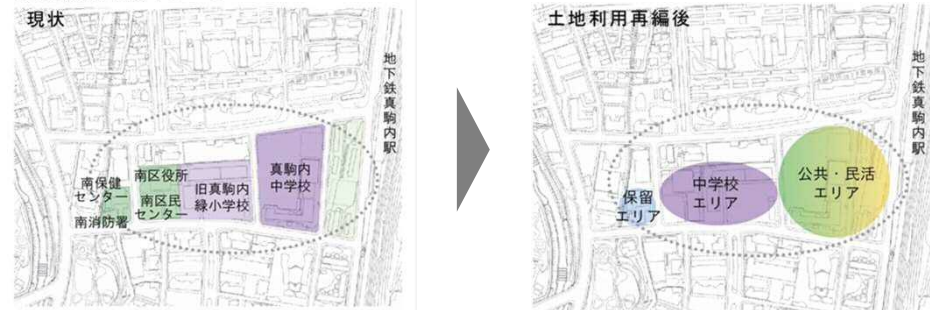 現状
地下鉄真駒内駅
真駒内
中学校
南区役所
旧真駒内
緑小学校
南保健
センター
南区民
センター
南消防署
土地利用再編後
地下鉄真駒内駅
公共・民活
エリア
中学校
エリア
保留
エリア